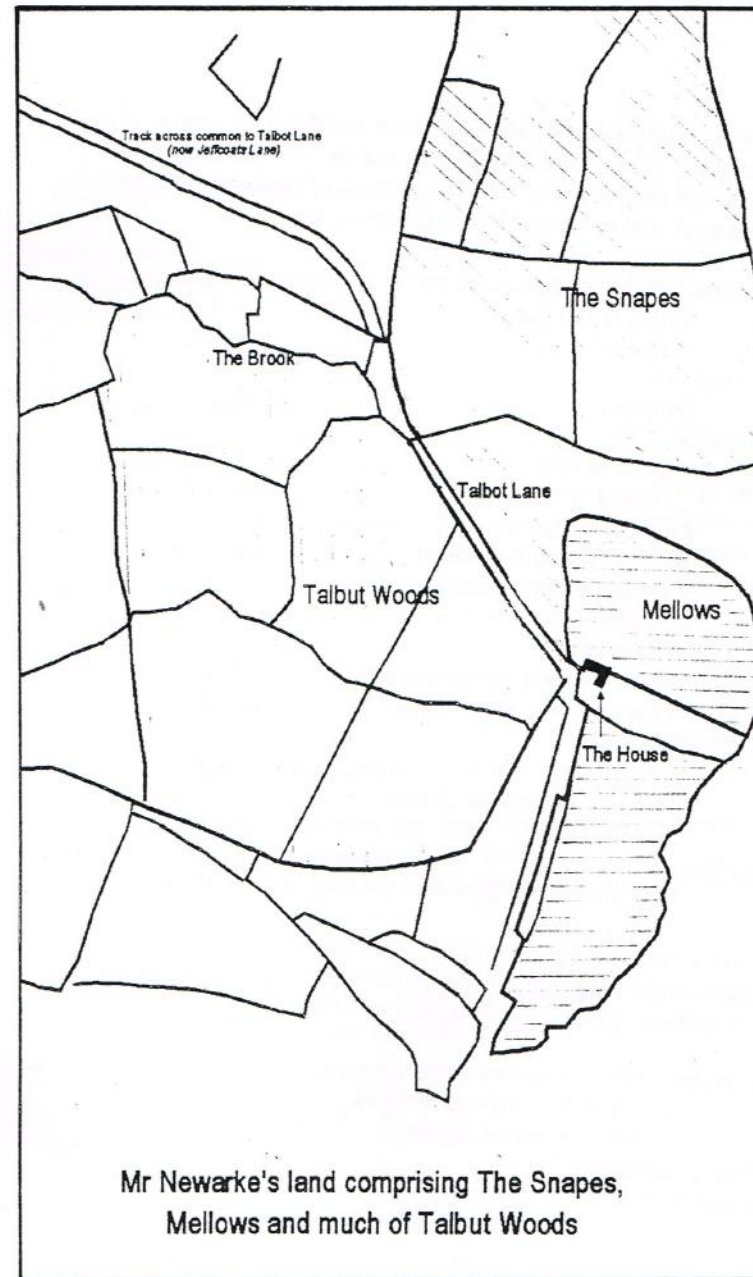 Track across common to Talbot Lane
(now Jeffcoats Lane)
The Snapes
The Brook
Talbot Lane
Talbut Woods
Mellows
The House
Mr Newarke's land comprising The Snapes,
Mellows and much of Talbut Woods